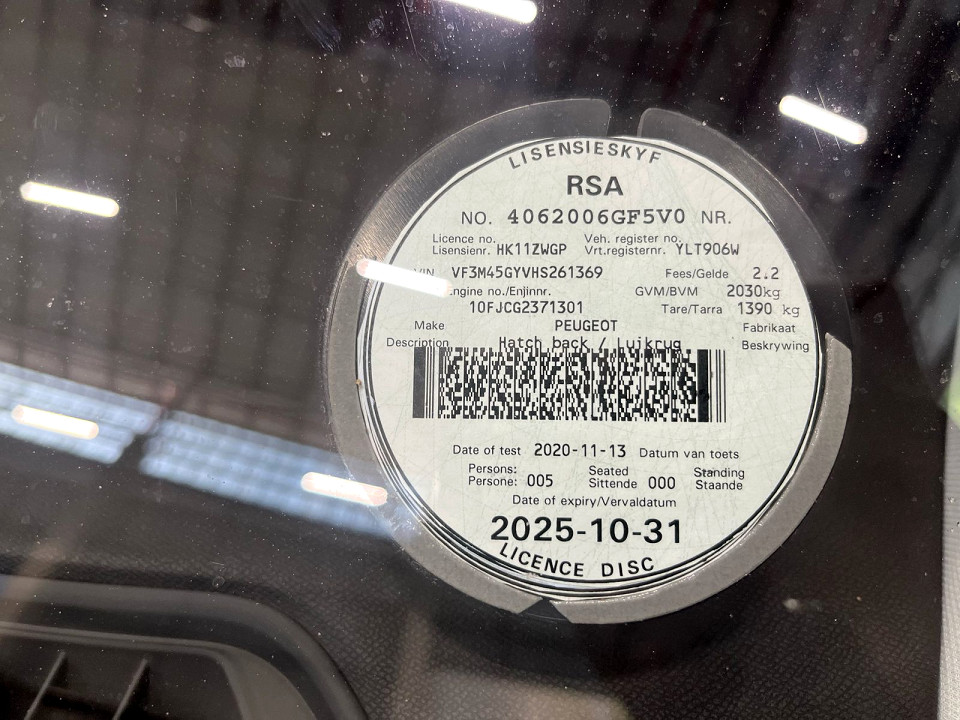 LISENSIESKYF
RSA
NO. 4062006GF5V0 NR.
Licence no. Veh. register no.
Lisensienr. HK11ZWGP Vrt.registernr. YLT906W
VIN VF3M45GYVHS261369 Fees/Gelde 2.2
Engine no./Enjinnr. GVM/BVM 2030kg
10FJCG2371301 Tare/Tarra 1390 kg
Make PEUGEOT Fabrikaat
Description Hatch back / Luikrug Beskrywing
Date of test 2020-11-13 Datum van toets
Persons: Seated Standing
Persone: 005 Sittende 000 Staande
Date of expiry/Vervaldatum
2025-10-31
LICENCE DISC